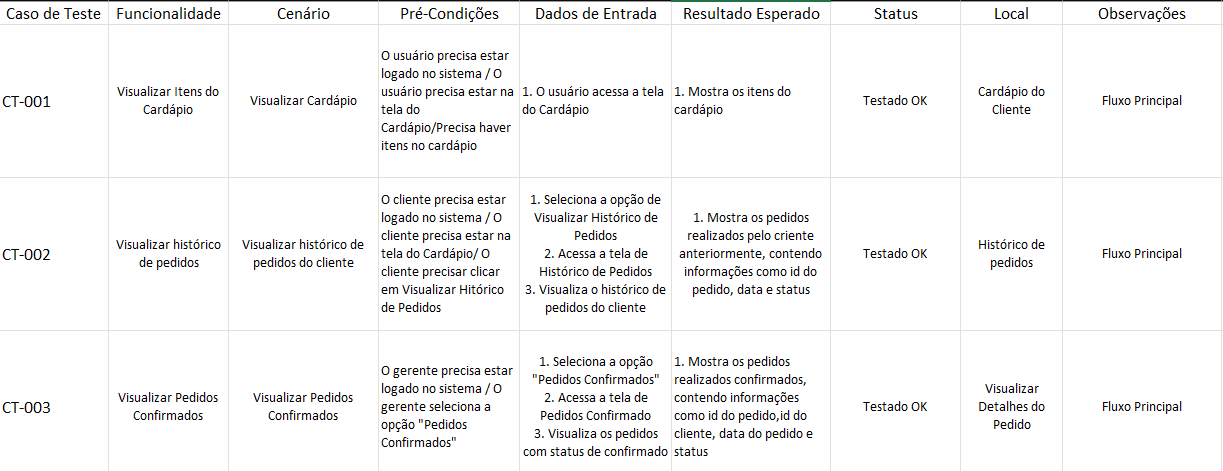 Caso de Teste Funcionalidade Cenário Pré-Condições Dados de Entrada Resultado Esperado Status Local Observações
CT-001
Visualizar Itens do
Cardápio
Visualizar Cardápio
O usuário precisa estar
logado no sistema / O
usuário precisa estar na
tela do
Cardápio/Precisa haver
itens no cardápio
1. O usuário acessa a tela
do Cardápio
1. Mostra os itens do
cardápio
Testado OK
Cardápio do
Cliente
Fluxo Principal
CT-002
Visualizar histórico
de pedidos
Visualizar histórico de
pedidos do cliente
O cliente precisa estar
logado no sistema / O
cliente precisa estar na
tela do Cardápio/ O
cliente precisar clicar
em Visualizar Hitórico
de Pedidos
1. Seleciona a opção de
Visualizar Histórico de
Pedidos
2. Acessa a tela de
Histórico de Pedidos
3. Visualiza o histórico de
pedidos do cliente
1. Mostra os pedidos
realizados pelo criente
anteriormente, contendo
informações como id do
pedido, data e status
Testado OK
Histórico de
pedidos
Fluxo Principal
CT-003
Visualizar Pedidos
Confirmados
Visualizar Pedidos
Confirmados
O gerente precisa estar
logado no sistema / O
gerente seleciona a
opção "Pedidos
Confirmados"
1. Seleciona a opção
"Pedidos Confirmados"
2. Acessa a tela de
Pedidos Confirmado
3. Visualiza os pedidos
com status de confirmado
1. Mostra os pedidos
realizados confirmados,
contendo informações
como id do pedido,id do
cliente, data do pedido e
status
Testado OK
Visualizar
Detalhes do
Pedido
Fluxo Principal